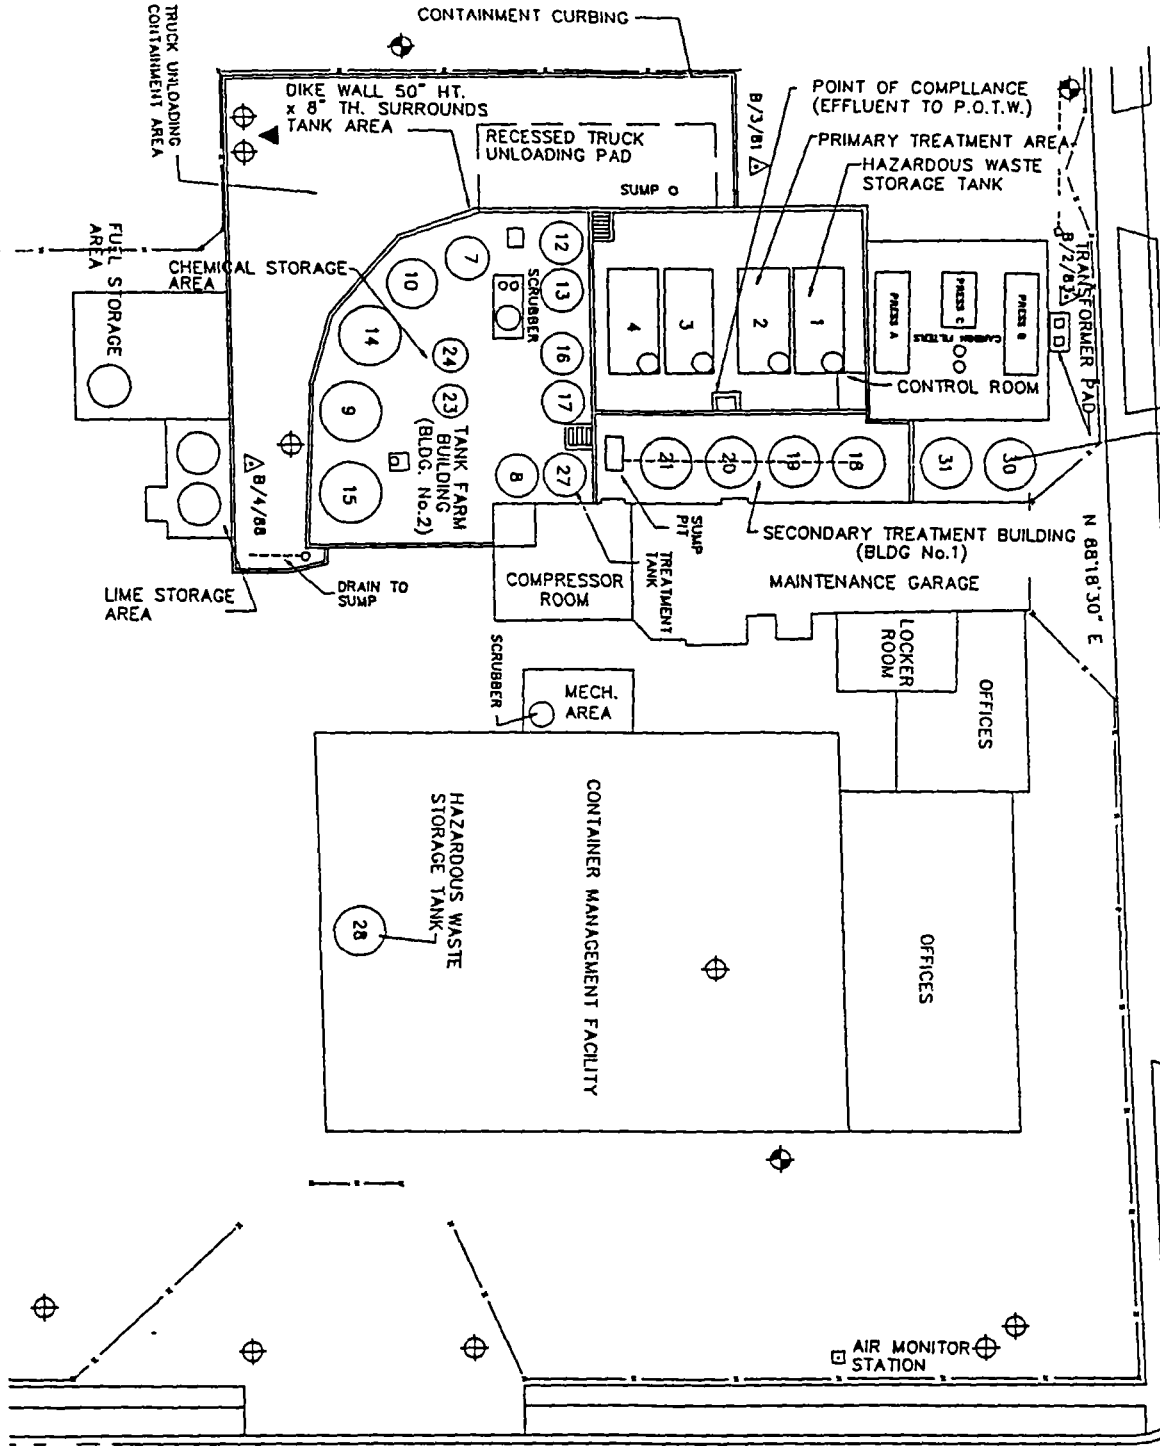 CONTAINMENT CURBING
TRUCK UNLOADING
CONTAINMENT AREA
DIKE WALL 50" HT.
x 8" TH. SURROUNDS
TANK AREA
RECESSED TRUCK
UNLOADING PAD
SUMP
B/3/81
POINT OF COMPLLANCE
(EFFLUENT TO P.O.T.W.)
PRIMARY TREATMENT AREA
HAZARDOUS WASTE
STORAGE TANK
B/2/83
TRANSFORMER PAD
FUEL STORAGE
AREA
CHEMICAL STORAGE
AREA
7
10
14
9
15
24
23
12
13
16
17
8
27
SCRUBBER
4
3
2
1
PRESS A
PRESS C
PRESS B
CARBON FILTERS
CONTROL ROOM
TANK FARM
BUILDING
(BLDG. No.2)
21
20
19
18
31
30
B/4/88
SUMP
PIT
SECONDARY TREATMENT BUILDING
(BLDG No.1)
N 88°18'30" E
TREATMENT
TANK
COMPRESSOR
ROOM
MAINTENANCE GARAGE
DRAIN TO
SUMP
LIME STORAGE
AREA
LOCKER
ROOM
OFFICES
SCRUBBER
MECH.
AREA
HAZARDOUS WASTE
STORAGE TANK
28
CONTAINER MANAGEMENT FACILITY
OFFICES
AIR MONITOR
STATION